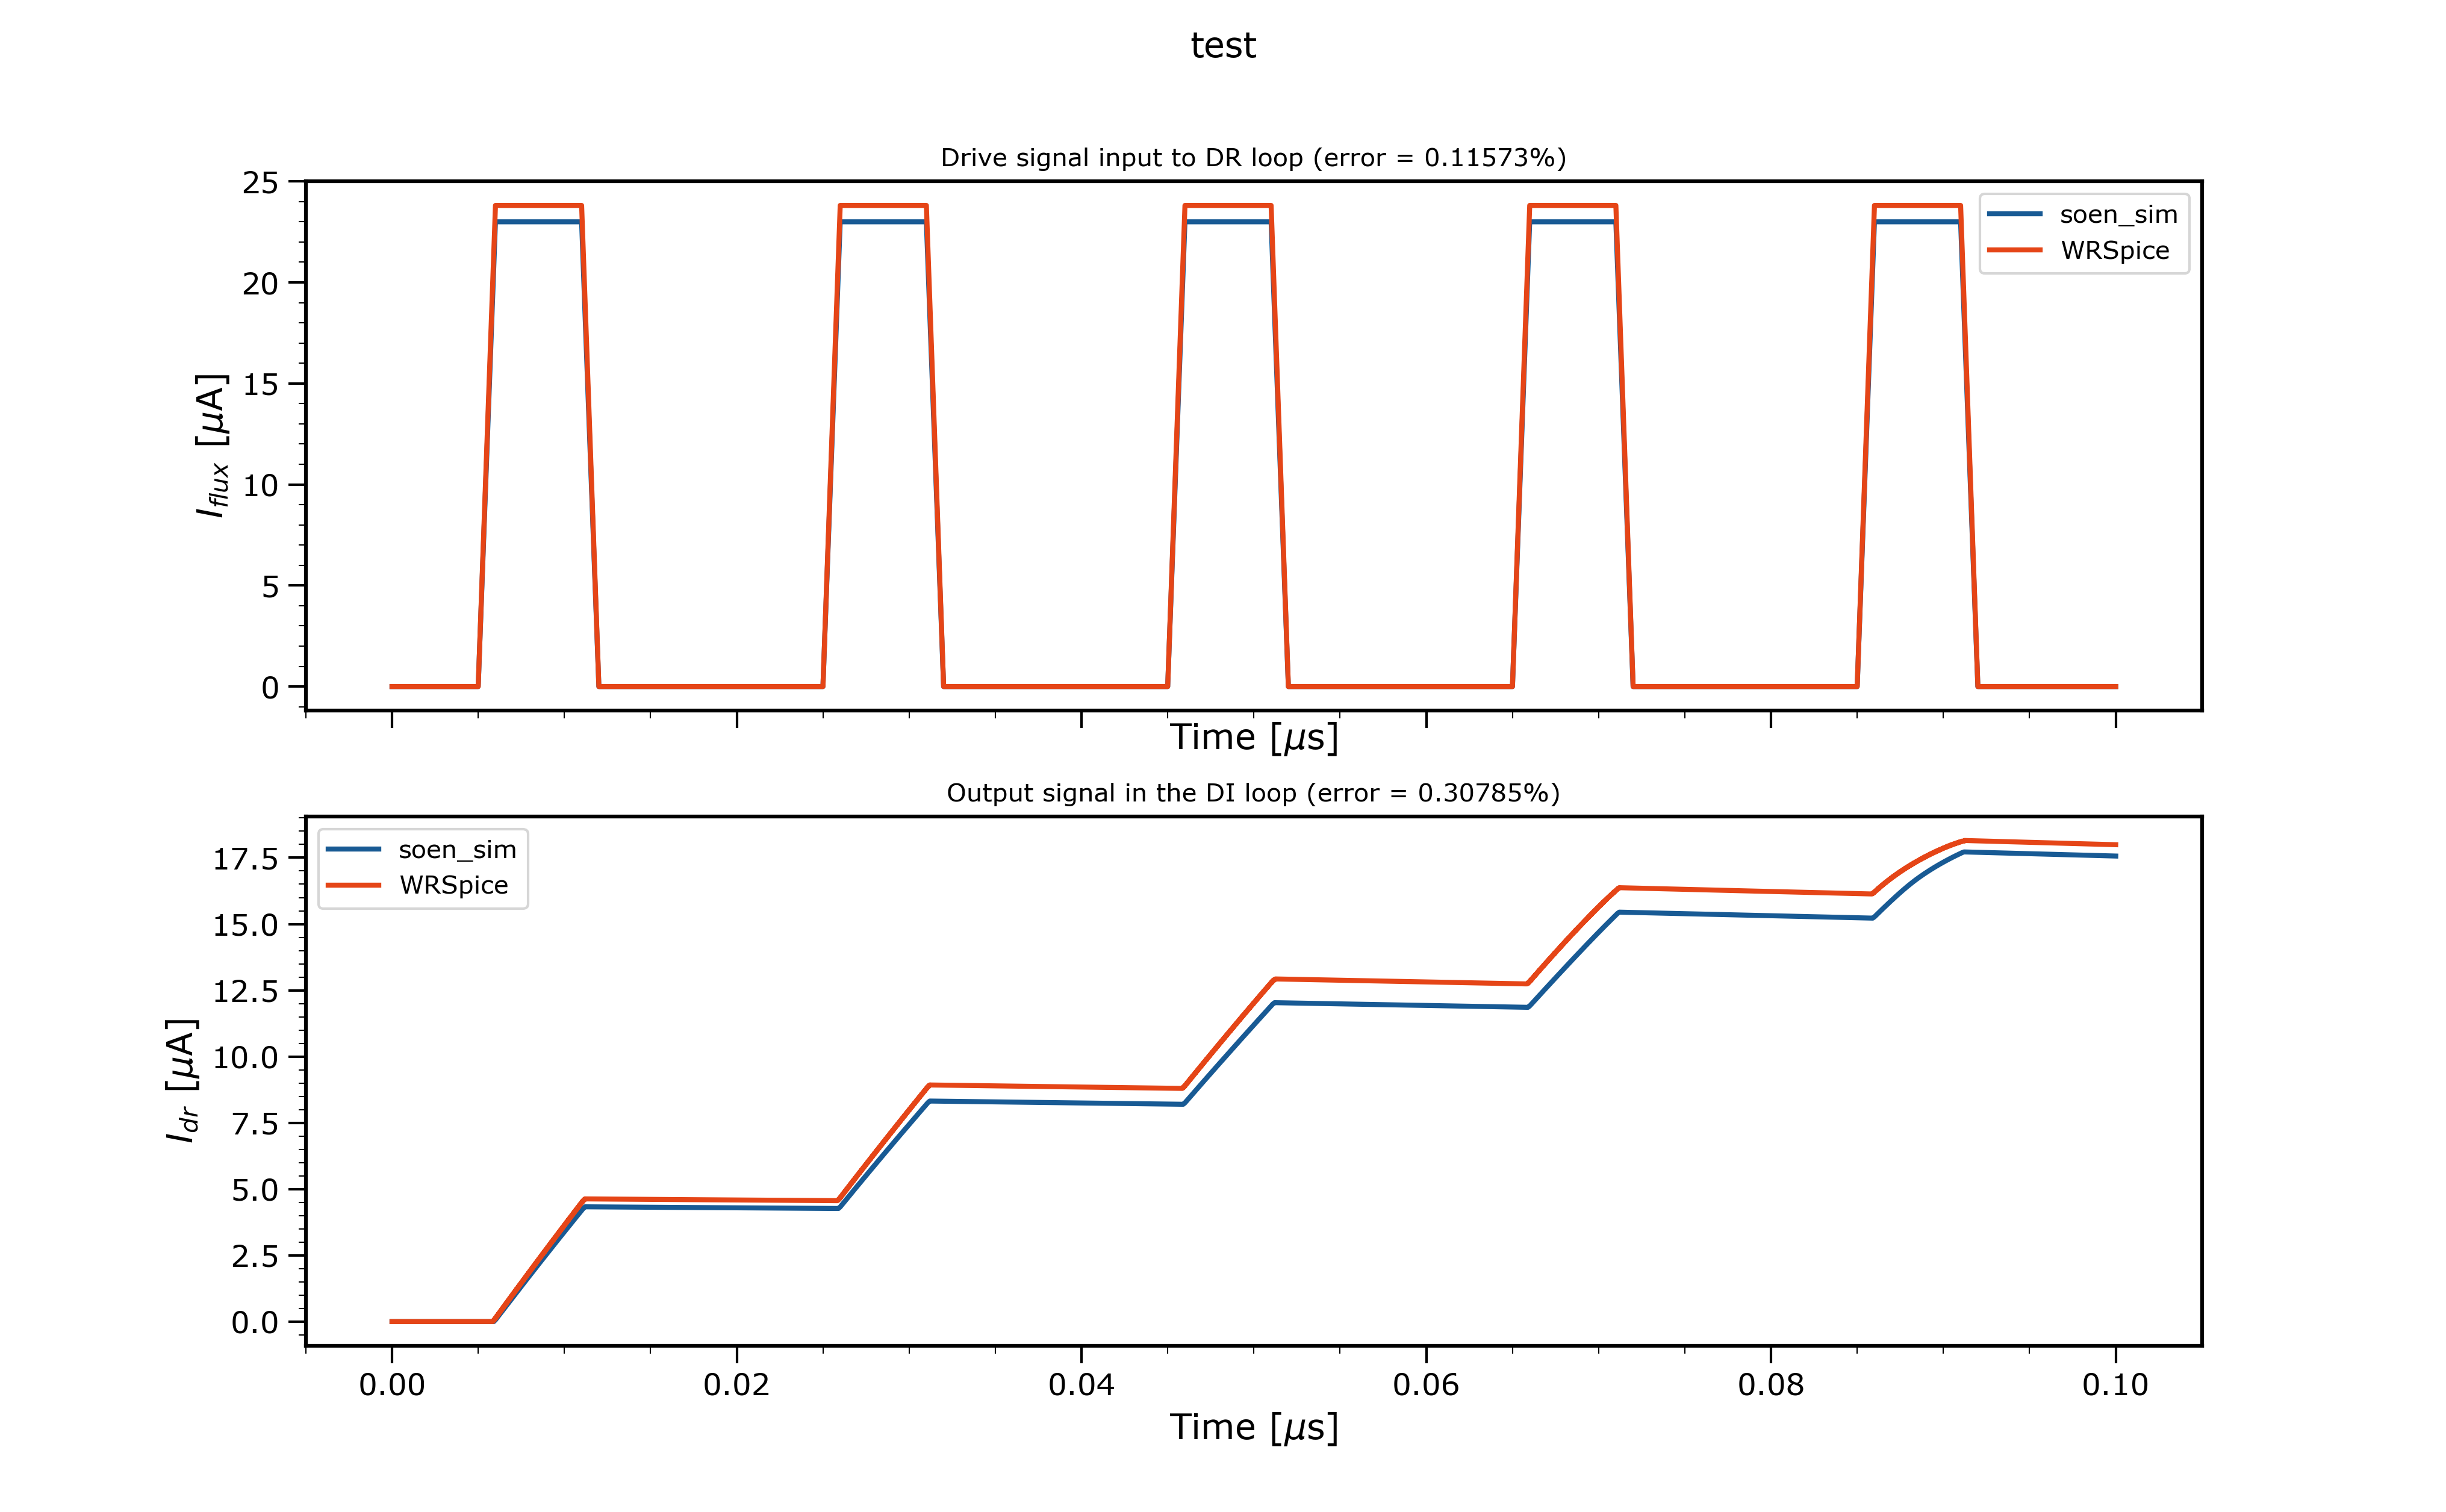 test
Drive signal input to DR loop (error = 0.11573%)
25
20
15
10
5
0
I_flux [μA]
soen_sim
WRSpice
Time [μs]
Output signal in the DI loop (error = 0.30785%)
17.5
15.0
12.5
10.0
7.5
5.0
2.5
0.0
I_dr [μA]
soen_sim
WRSpice
0.00 0.02 0.04 0.06 0.08 0.10
Time [μs]